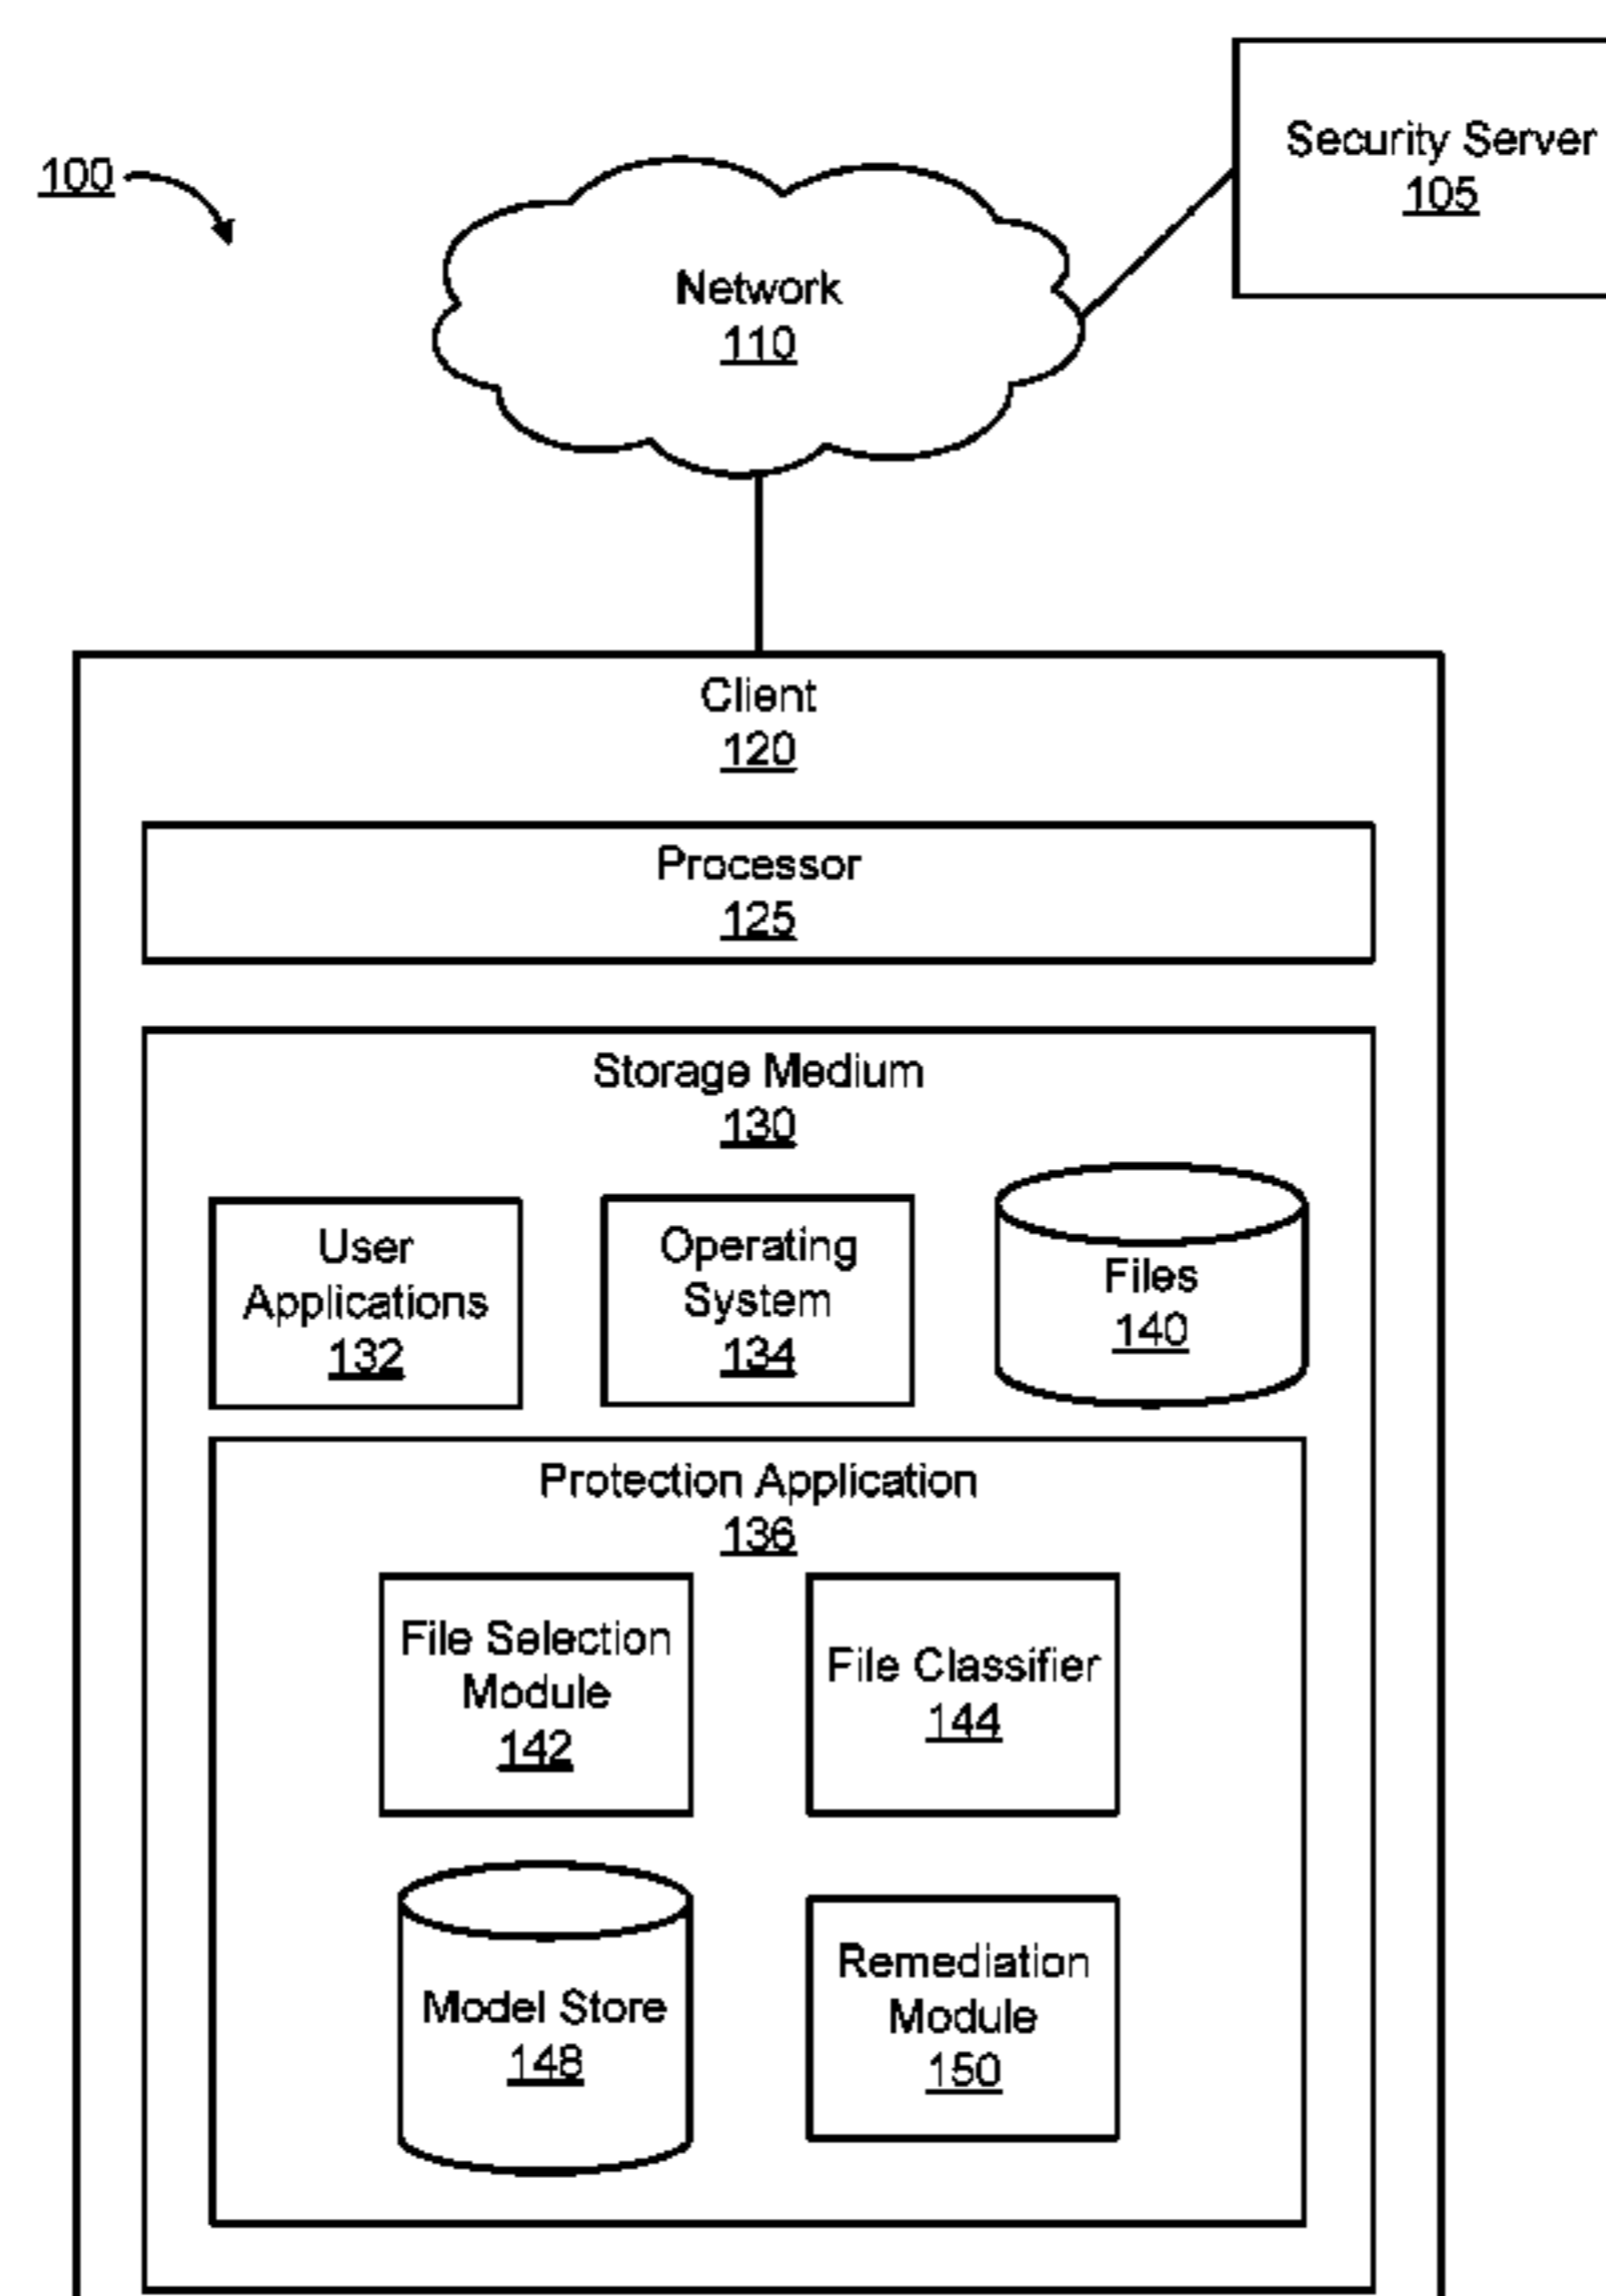 100
Security Server
105
Network
110
Client
120
Processor
125
Storage Medium
130
User
Applications
132
Operating
System
134
Files
140
Protection Application
136
File Selection
Module
142
File Classifier
144
Model Store
148
Remediation
Module
150